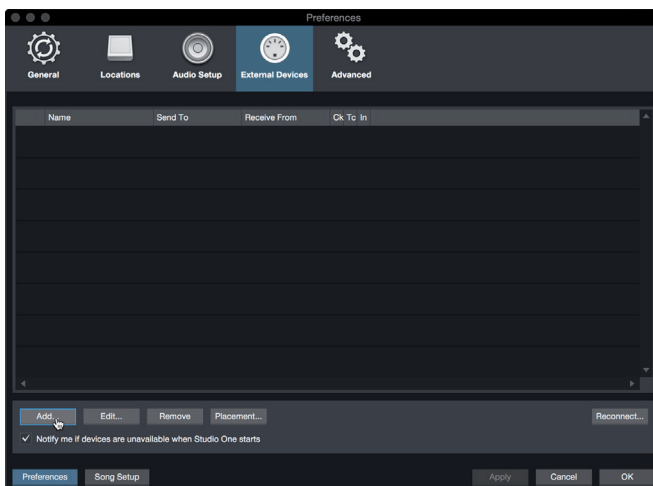 Preferences
General Locations Audio Setup External Devices Advanced
Name Send To Receive From Ck Tc In
Add... Edit... Remove Placement... Reconnect...
Notify me if devices are unavailable when Studio One starts
Preferences Song Setup Apply Cancel OK